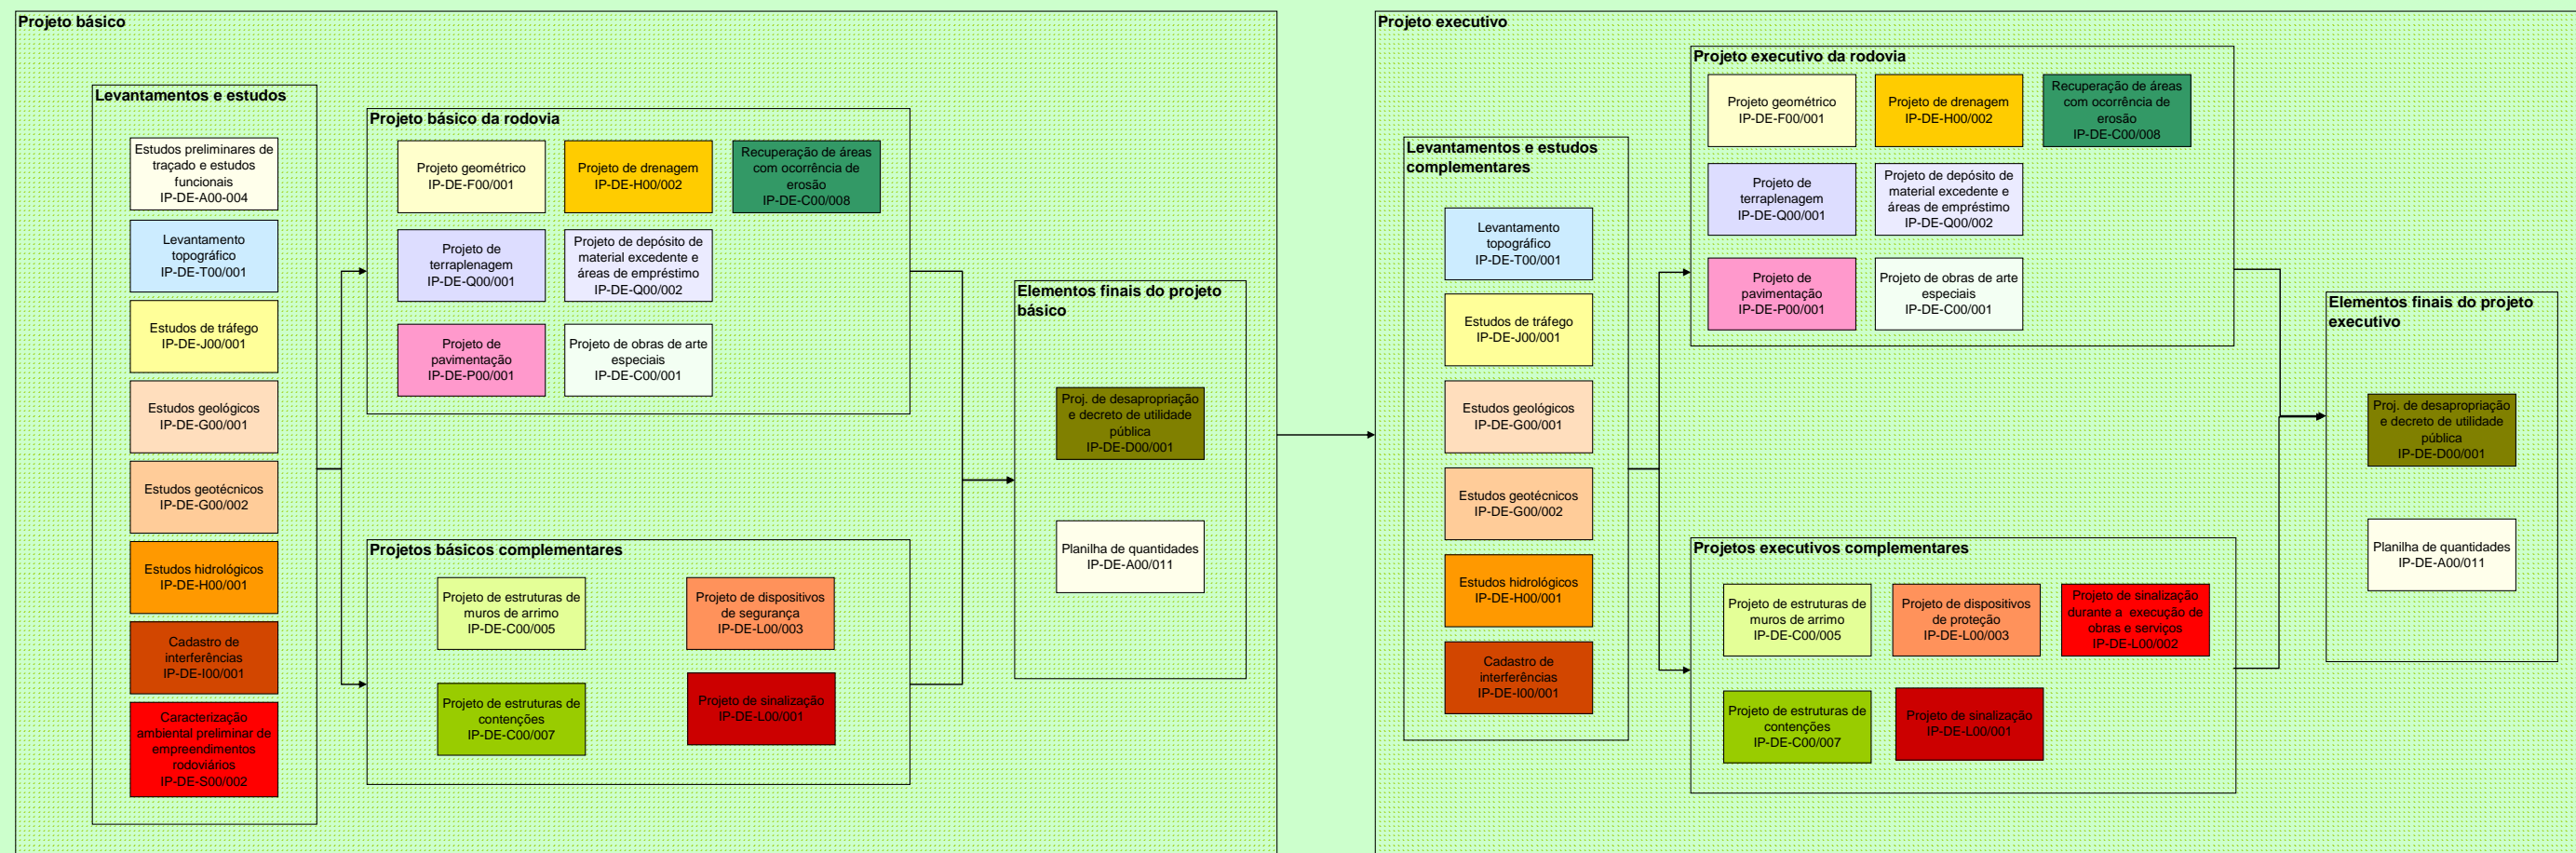 Projeto básico
Levantamentos e estudos
Estudos preliminares de
traçado e estudos
funcionais
IP-DE-A00-004
Levantamento
topográfico
IP-DE-T00/001
Estudos de tráfego
IP-DE-J00/001
Estudos geológicos
IP-DE-G00/001
Estudos geotécnicos
IP-DE-G00/002
Estudos hidrológicos
IP-DE-H00/001
Cadastro de
interferências
IP-DE-I00/001
Caracterização
ambiental preliminar de
empreendimentos
rodoviários
IP-DE-S00/002
Projeto básico da rodovia
Projeto geométrico
IP-DE-F00/001
Projeto de drenagem
IP-DE-H00/002
Recuperação de áreas
com ocorrência de
erosão
IP-DE-C00/008
Projeto de
terraplenagem
IP-DE-Q00/001
Projeto de depósito de
material excedente e
áreas de empréstimo
IP-DE-Q00/002
Projeto de
pavimentação
IP-DE-P00/001
Projeto de obras de arte
especiais
IP-DE-C00/001
Projetos básicos complementares
Projeto de estruturas de
muros de arrimo
IP-DE-C00/005
Projeto de dispositivos
de segurança
IP-DE-L00/003
Projeto de estruturas de
contenções
IP-DE-C00/007
Projeto de sinalização
IP-DE-L00/001
Elementos finais do projeto
básico
Proj. de desapropriação
e decreto de utilidade
pública
IP-DE-D00/001
Planilha de quantidades
IP-DE-A00/011
Projeto executivo
Levantamentos e estudos
complementares
Levantamento
topográfico
IP-DE-T00/001
Estudos de tráfego
IP-DE-J00/001
Estudos geológicos
IP-DE-G00/001
Estudos geotécnicos
IP-DE-G00/002
Estudos hidrológicos
IP-DE-H00/001
Cadastro de
interferências
IP-DE-I00/001
Projeto executivo da rodovia
Projeto geométrico
IP-DE-F00/001
Projeto de drenagem
IP-DE-H00/002
Recuperação de áreas
com ocorrência de
erosão
IP-DE-C00/008
Projeto de
terraplenagem
IP-DE-Q00/001
Projeto de depósito de
material excedente e
áreas de empréstimo
IP-DE-Q00/002
Projeto de
pavimentação
IP-DE-P00/001
Projeto de obras de arte
especiais
IP-DE-C00/001
Projetos executivos complementares
Projeto de estruturas de
muros de arrimo
IP-DE-C00/005
Projeto de dispositivos
de proteção
IP-DE-L00/003
Projeto de sinalização
durante a execução de
obras e serviços
IP-DE-L00/002
Projeto de estruturas de
contenções
IP-DE-C00/007
Projeto de sinalização
IP-DE-L00/001
Elementos finais do projeto
executivo
Proj. de desapropriação
e decreto de utilidade
pública
IP-DE-D00/001
Planilha de quantidades
IP-DE-A00/011